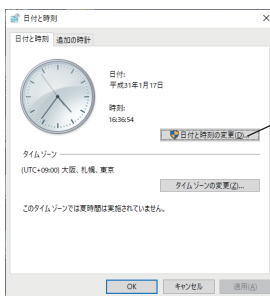 日付と時刻
日付と時刻 追加の時計
日付:
平成31年1月17日
時刻:
16:36:54
日付と時刻の変更(D)...
タイム ゾーン
(UTC+09:00) 大阪、札幌、東京
タイム ゾーンの変更(Z)...
このタイム ゾーンでは夏時間は実施されていません。
OK キャンセル 適用(A)